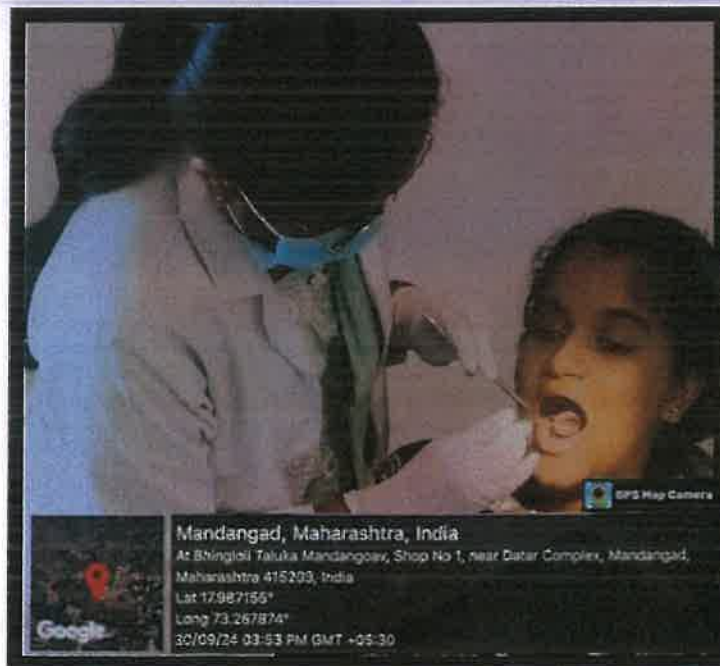 GPS Map Camera
Mandangad, Maharashtra, India
At Bhingloli Taluka Mandangoav, Shop No 1, near Datar Complex, Mandangad,
Maharashtra 415203, India
Lat 17.987155°
Long 73.267874°
30/09/24 03:53 PM GMT +05:30
Google